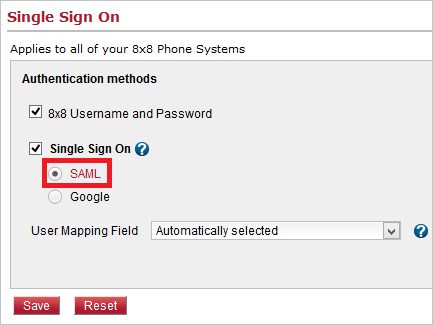 Single Sign On
Applies to all of your 8x8 Phone Systems
Authentication methods
8x8 Username and Password
Single Sign On ?
SAML
Google
User Mapping Field Automatically selected ?
Save Reset